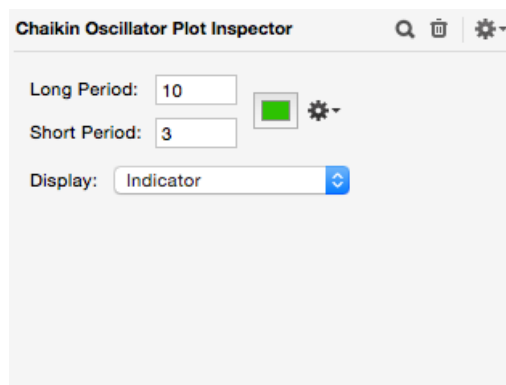 Chaikin Oscillator Plot Inspector
Long Period: 10
Short Period: 3
Display: Indicator